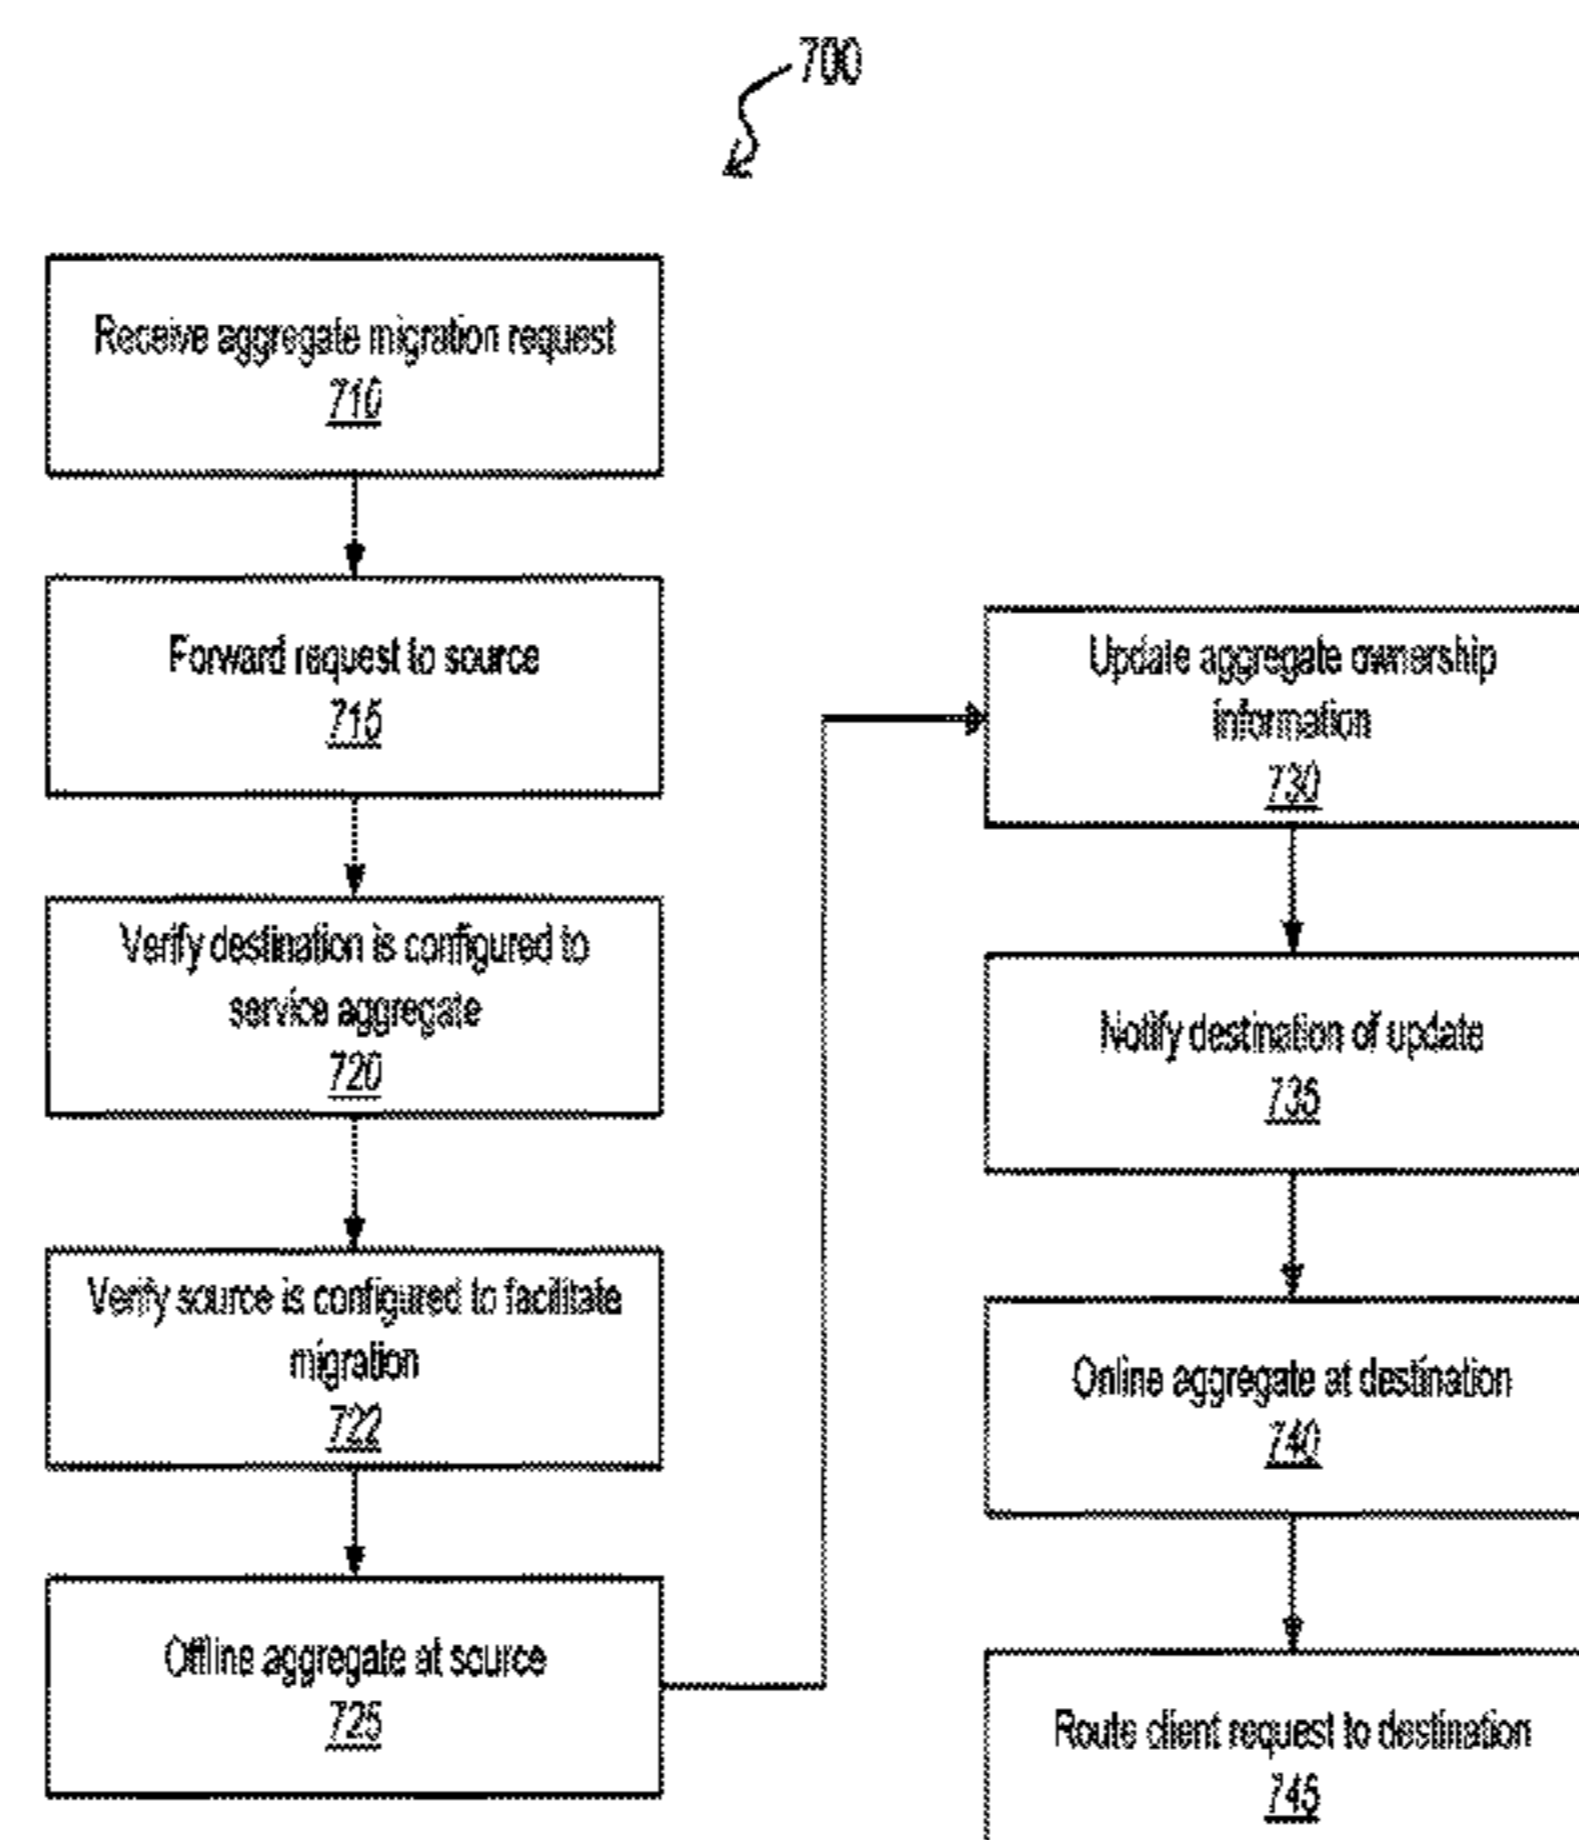 700
Receive aggregate migration request
710
Forward request to source
715
Verify destination is configured to
service aggregate
720
Verify source is configured to facilitate
migration
722
Offline aggregate at source
725
Update aggregate ownership
information
730
Notify destination of update
735
Online aggregate at destination
740
Route client request to destination
745